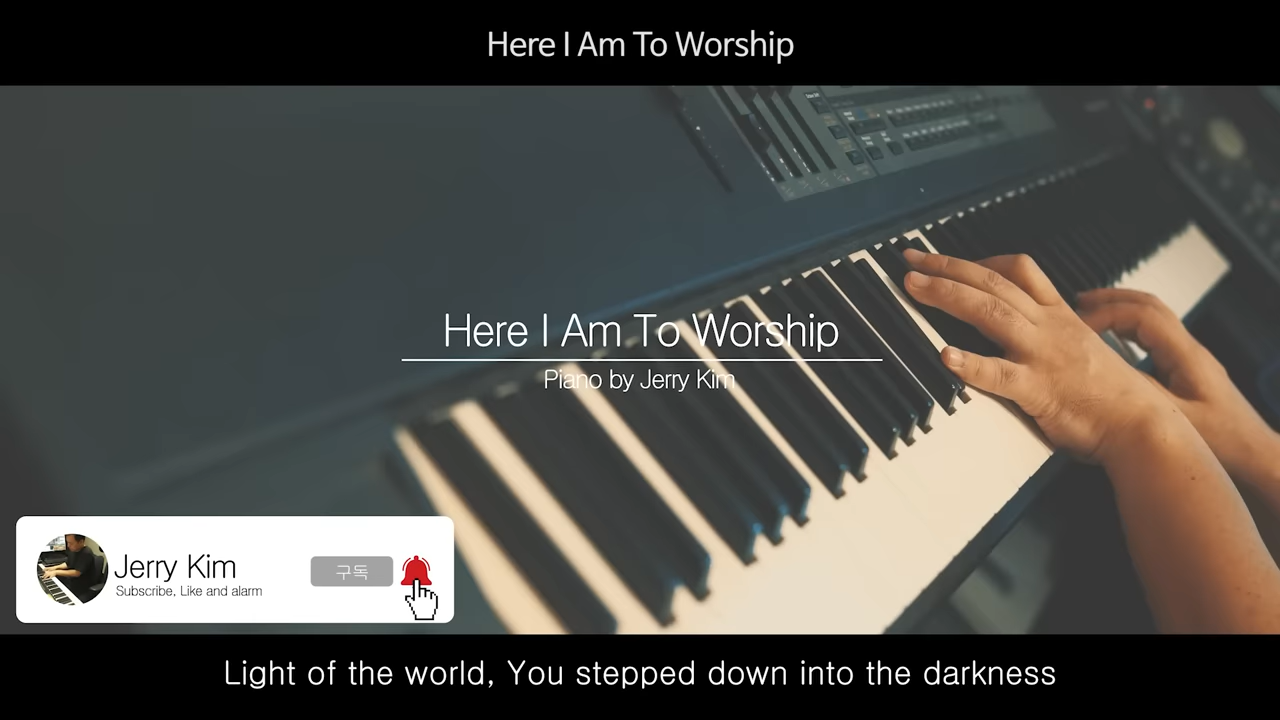 Here I Am To Worship
Here I Am To Worship
Piano by Jerry Kim
Jerry Kim
구독
Subscribe, Like and alarm
Light of the world, You stepped down into the darkness